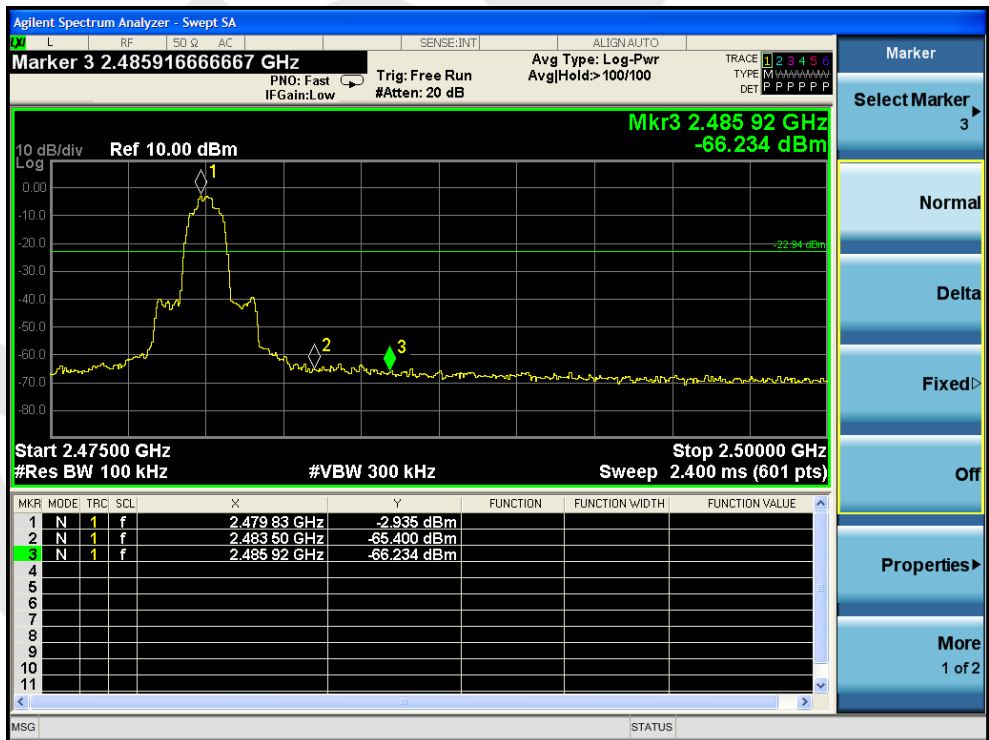 Agilent Spectrum Analyzer - Swept SA
LXI L RF 50 Ω AC SENSE:INT ALIGNAUTO
Marker 3 2.485916666667 GHz
PNO: Fast
IFGain:Low
Trig: Free Run
#Atten: 20 dB
Avg Type: Log-Pwr
Avg|Hold:>100/100
TRACE 1 2 3 4 5 6
TYPE M
DET P P P P P P
Mkr3 2.485 92 GHz
-66.234 dBm
10 dB/div Ref 10.00 dBm
Log
1
0.00
-10.0
-20.0
-22.94 dBm
-30.0
-40.0
-50.0
2
3
-60.0
-70.0
-80.0
Start 2.47500 GHz Stop 2.50000 GHz
#Res BW 100 kHz #VBW 300 kHz Sweep 2.400 ms (601 pts)
MKR MODE TRC SCL X Y FUNCTION FUNCTION WIDTH FUNCTION VALUE
1 N 1 f 2.479 83 GHz -2.935 dBm
2 N 1 f 2.483 50 GHz -65.400 dBm
3 N 1 f 2.485 92 GHz -66.234 dBm
4
5
6
7
8
9
10
11
MSG STATUS
Marker
Select Marker
3
Normal
Delta
Fixed
Off
Properties
More
1 of 2